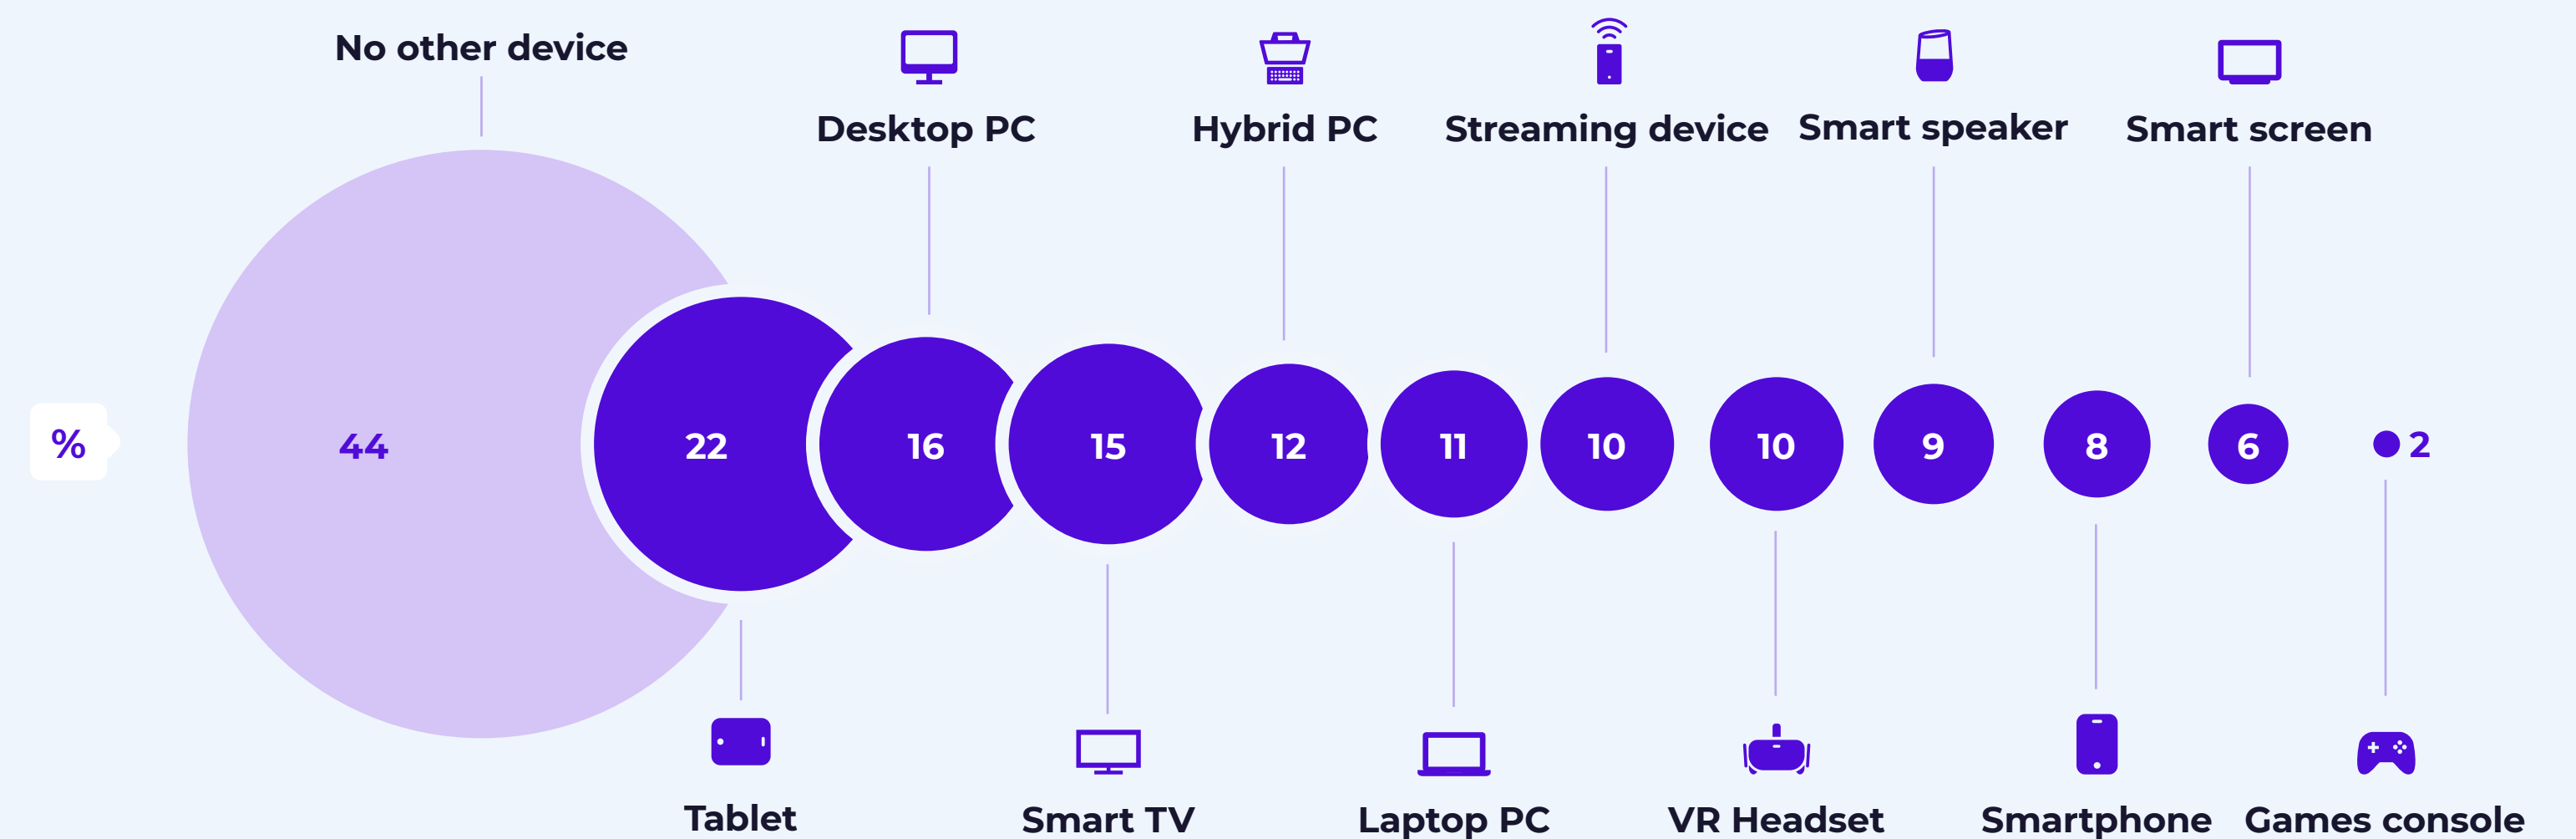 No other device
Desktop PC
Hybrid PC
Streaming device
Smart speaker
Smart screen
%
44
22
16
15
12
11
10
10
9
8
6
2
Tablet
Smart TV
Laptop PC
VR Headset
Smartphone
Games console